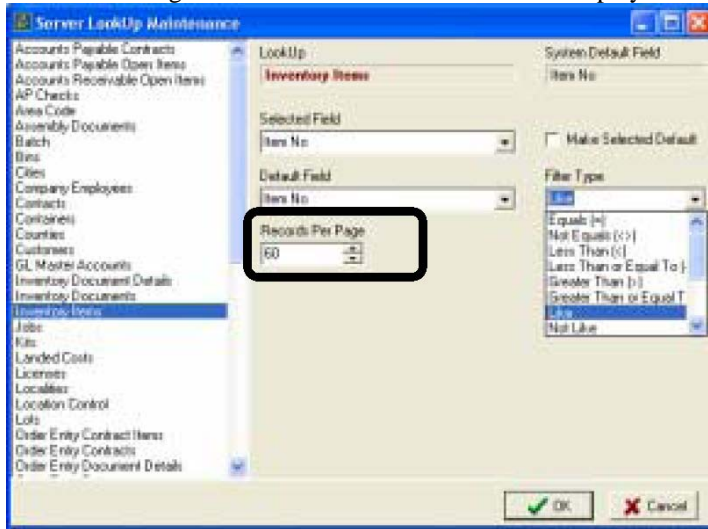 Server LookUp Maintenance
Accounts Payable Contracts
Accounts Payable Open Items
Accounts Receivable Open Items
AP Checks
Area Code
Assembly Documents
Batch
Bins
Cities
Company Employees
Contacts
Containers
Counties
Customers
GL Master Accounts
Inventory Document Details
Inventory Documents
Inventory Items
Jobs
Kits
Landed Costs
Licenses
Localities
Location Control
Lots
Order Entry Contract Items
Order Entry Contracts
Order Entry Document Details
LookUp
Inventory Items
System Default Field
Item No
Selected Field
Item No
Make Selected Default
Default Field
Item No
Filter Type
Like
Records Per Page
60
Equals (=)
Not Equals (<>)
Less Than (<)
Less Than or Equal To (
Greater Than (>)
Greater Than or Equal T
Like
Not Like
OK
Cancel